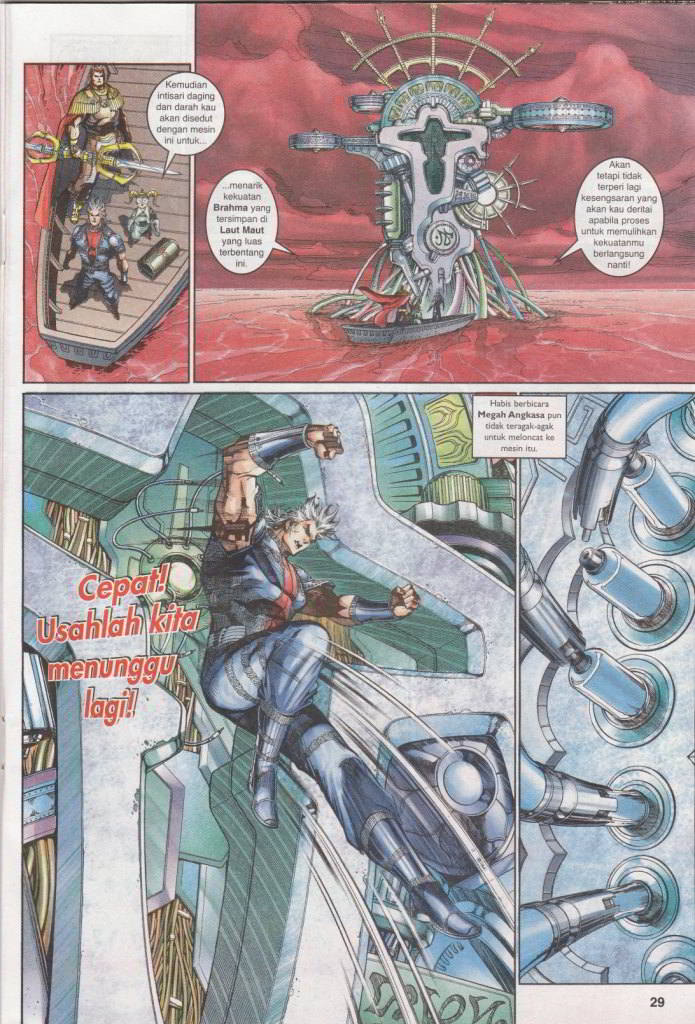 Kemudian
intisari daging
dan darah kau
akan disedut
dengan mesin
ini untuk...
...menarik
kekuatan
Brahma yang
tersimpan di
Laut Maut
yang luas
terbentang
ini.
Akan
tetapi tidak
terperi lagi
kesengsaran yang
akan kau deritai
apabila proses
untuk memulihkan
kekuatanmu
berlangsung
nanti!
Habis berbicara
Megah Angkasa pun
tidak teragak-agak
untuk meloncat ke
mesin itu.
Cepat!
Usahlah kita
menunggu
lagi!
29